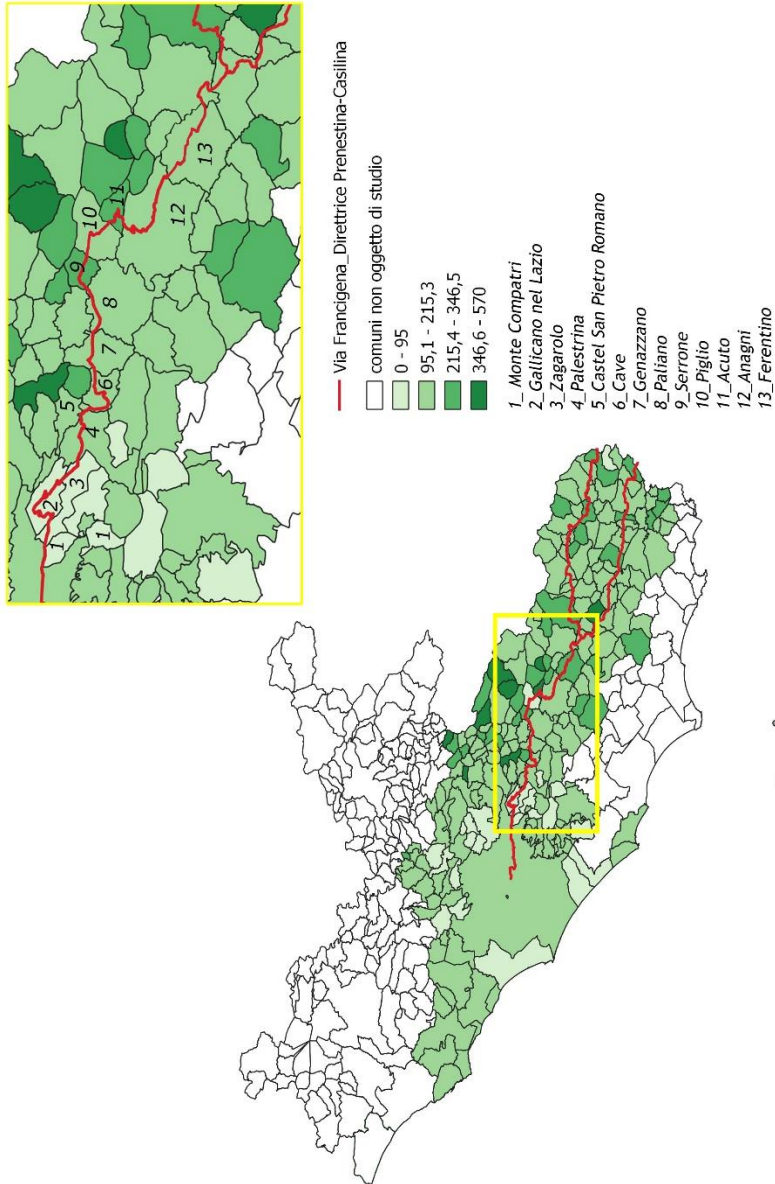 1
2
3
1
4
5
6
7
8
9
10
11
12
13
Via Francigena_Direttrice Prenestina-Casilina
comuni non oggetto di studio
0 - 95
95,1 - 215,3
215,4 - 346,5
346,6 - 570
1_Monte Compatri
2_Gallicano nel Lazio
3_Zagarolo
4_Palestrina
5_Castel San Pietro Romano
6_Cave
7_Genazzano
8_Paliano
9_Serrone
10_Piglio
11_Acuto
12_Anagni
13_Ferentino